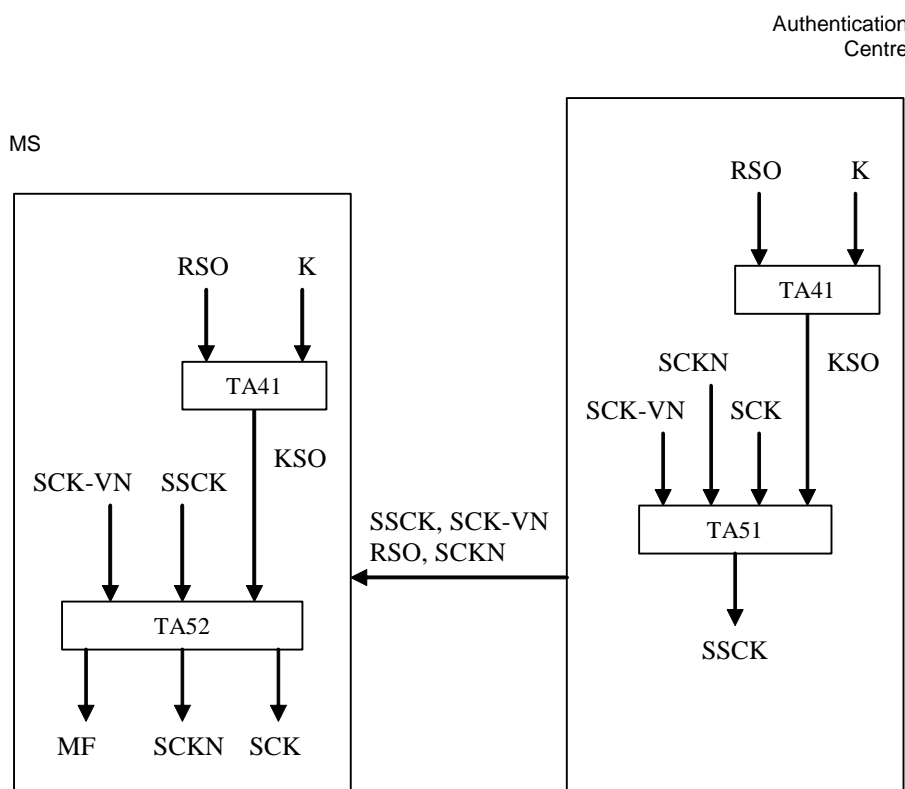 Authentication
Centre
MS
RSO K
TA41
KSO
SCKN
SCK-VN SCK
TA51
SSCK
RSO K
TA41
KSO
SCK-VN SSCK
TA52
MF SCKN SCK
SSCK, SCK-VN
RSO, SCKN